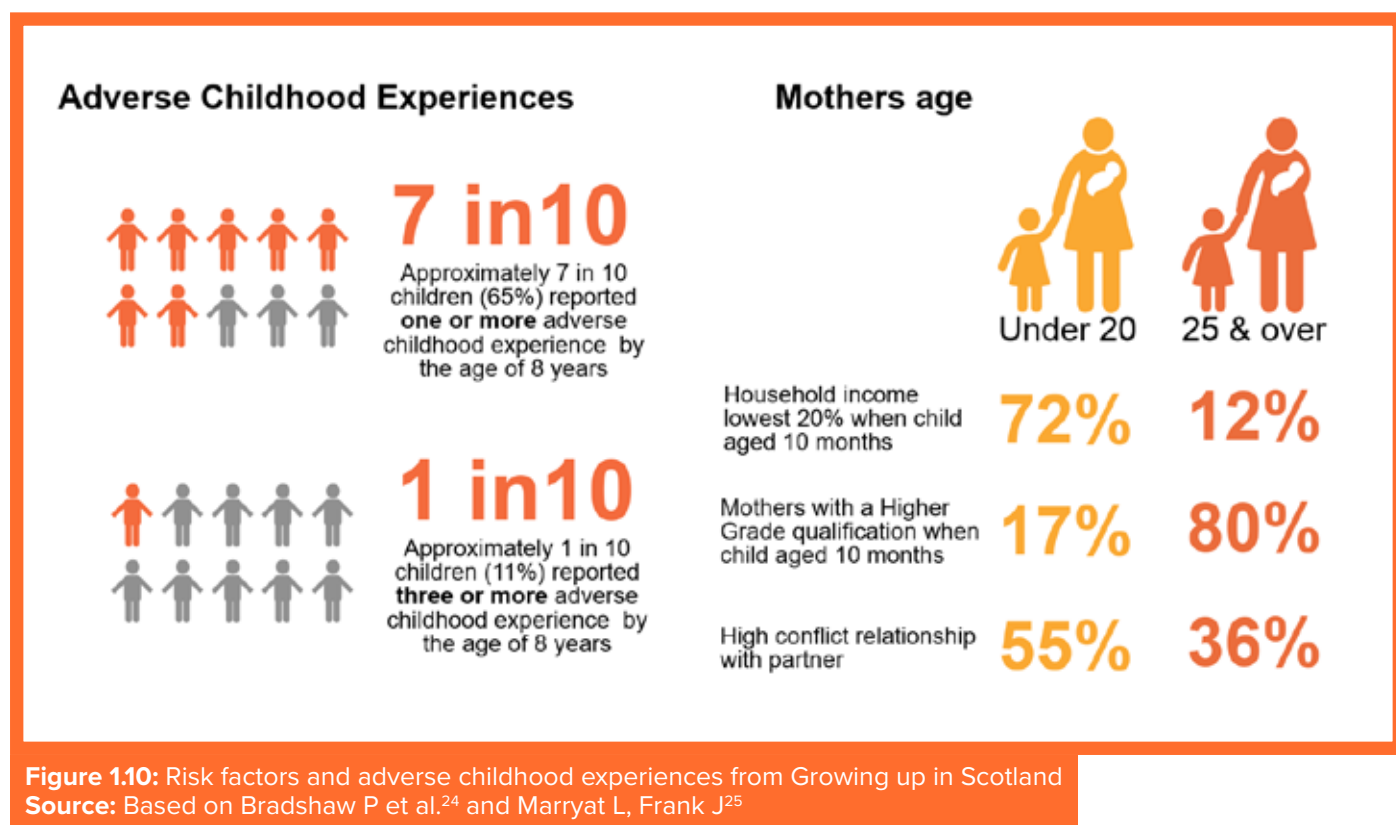 Adverse Childhood Experiences
7 in10
Approximately 7 in 10
children (65%) reported
one or more adverse
childhood experience by
the age of 8 years
1 in10
Approximately 1 in 10
children (11%) reported
three or more adverse
childhood experience by
the age of 8 years
Mothers age
Under 20
25 & over
Household income
lowest 20% when child
aged 10 months
72%
12%
Mothers with a Higher
Grade qualification when
child aged 10 months
17%
80%
High conflict relationship
with partner
55%
36%
Figure 1.10: Risk factors and adverse childhood experiences from Growing up in Scotland
Source: Based on Bradshaw P et al.24 and Marryat L, Frank J25